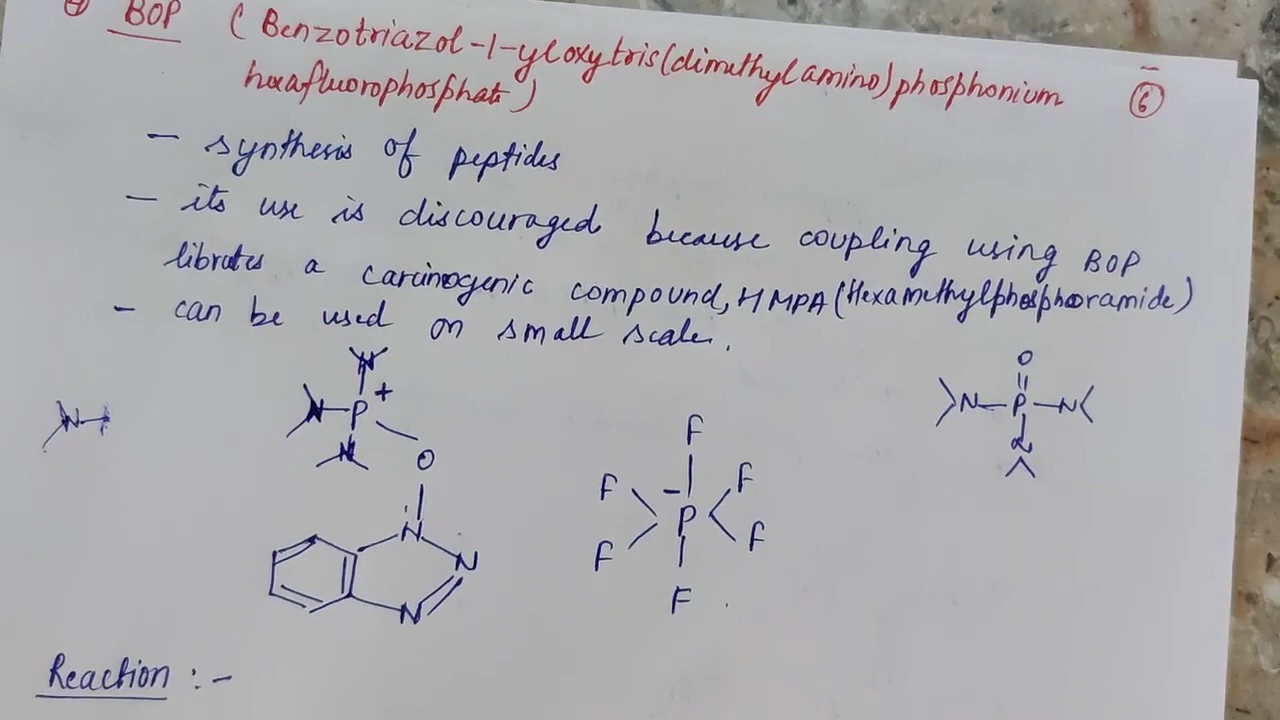 BOP (Benzotriazol-1-yloxytris(dimethylamino)phosphonium
hexafluorophosphate)
6
- synthesis of peptides
- its use is discouraged because coupling using BOP
librates a carcinogenic compound, HMPA (Hexamethylphosphoramide)
- can be used on small scale.
N
N-P+
N
O
N
N
N
N
F
F F
P
F F
F
O
N-P-N
N
Reaction :-